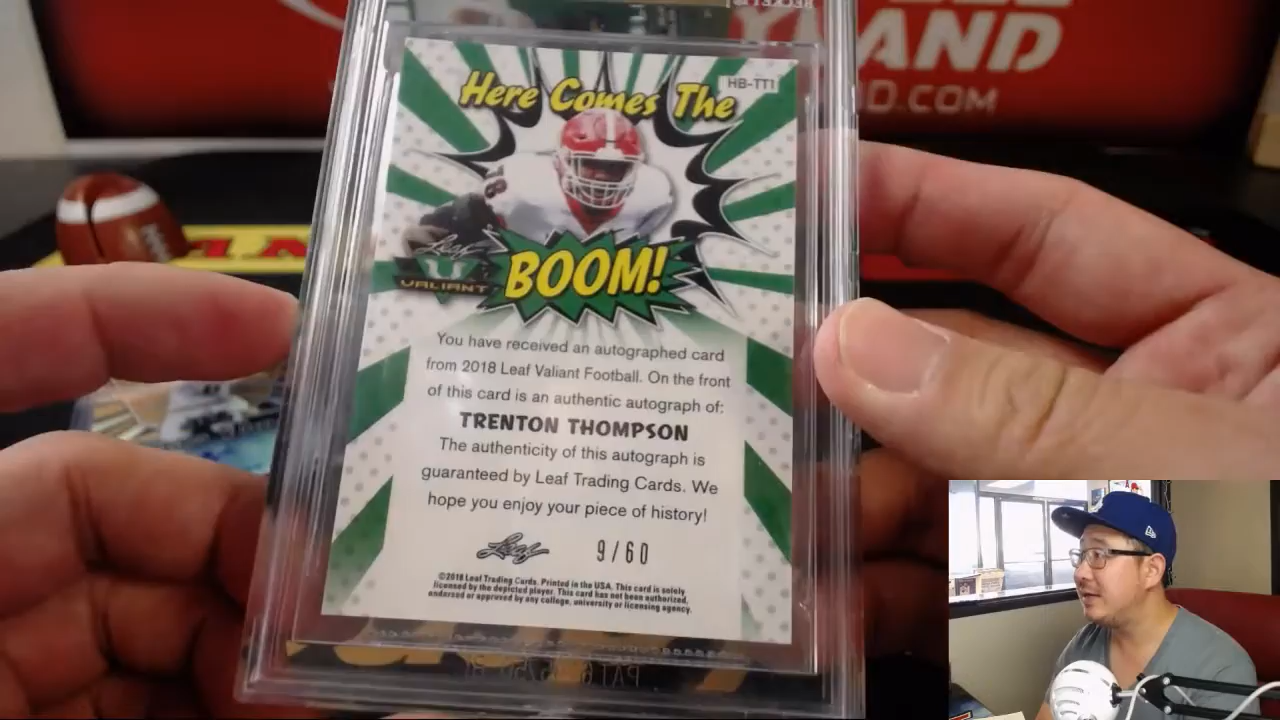 AND
D.COM
HB-TT1
Here Comes The
78
Leaf
VALIANT
BOOM!
You have received an autographed card
from 2018 Leaf Valiant Football. On the front
of this card is an authentic autograph of:
TRENTON THOMPSON
The authenticity of this autograph is
guaranteed by Leaf Trading Cards. We
hope you enjoy your piece of history!
Leaf 9/60
©2018 Leaf Trading Cards. Printed in the USA. This card is solely
licensed by the depicted player. This card has not been authorized,
endorsed or approved by any college, university or licensing agency.